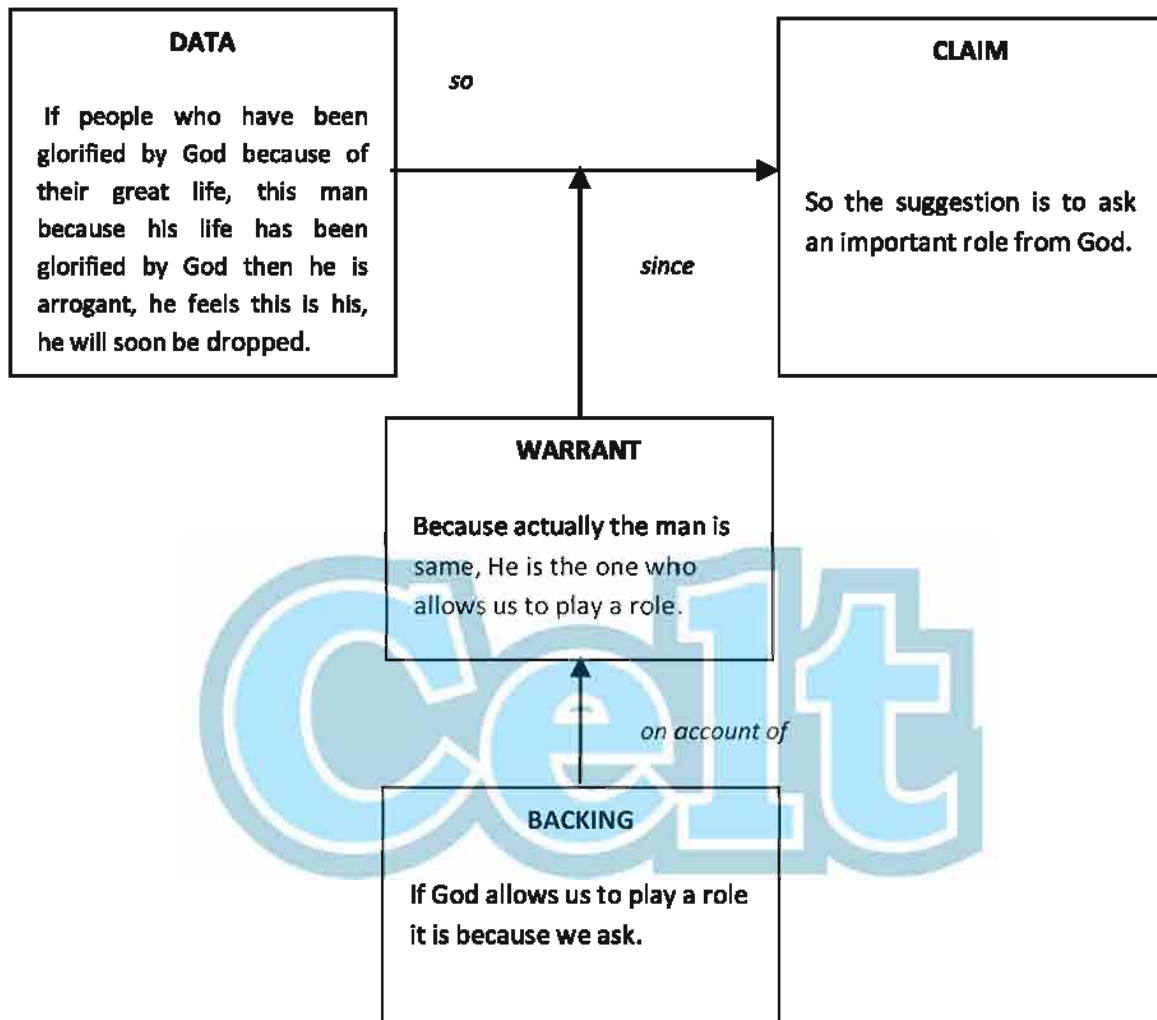 DATA
If people who have been
glorified by God because of
their great life, this man
because his life has been
glorified by God then he is
arrogant, he feels this is his,
he will soon be dropped.
so
CLAIM
So the suggestion is to ask
an important role from God.
since
WARRANT
Because actually the man is
same, He is the one who
allows us to play a role.
on account of
BACKING
If God allows us to play a role
it is because we ask.
Celt